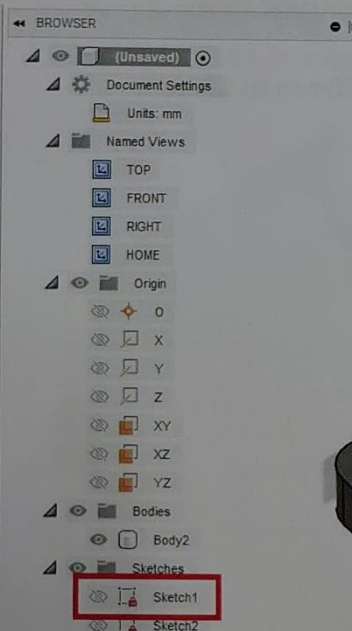 BROWSER
(Unsaved)
Document Settings
Units: mm
Named Views
TOP
FRONT
RIGHT
HOME
Origin
O
X
Y
Z
XY
XZ
YZ
Bodies
Body2
Sketches
Sketch1
Sketch2